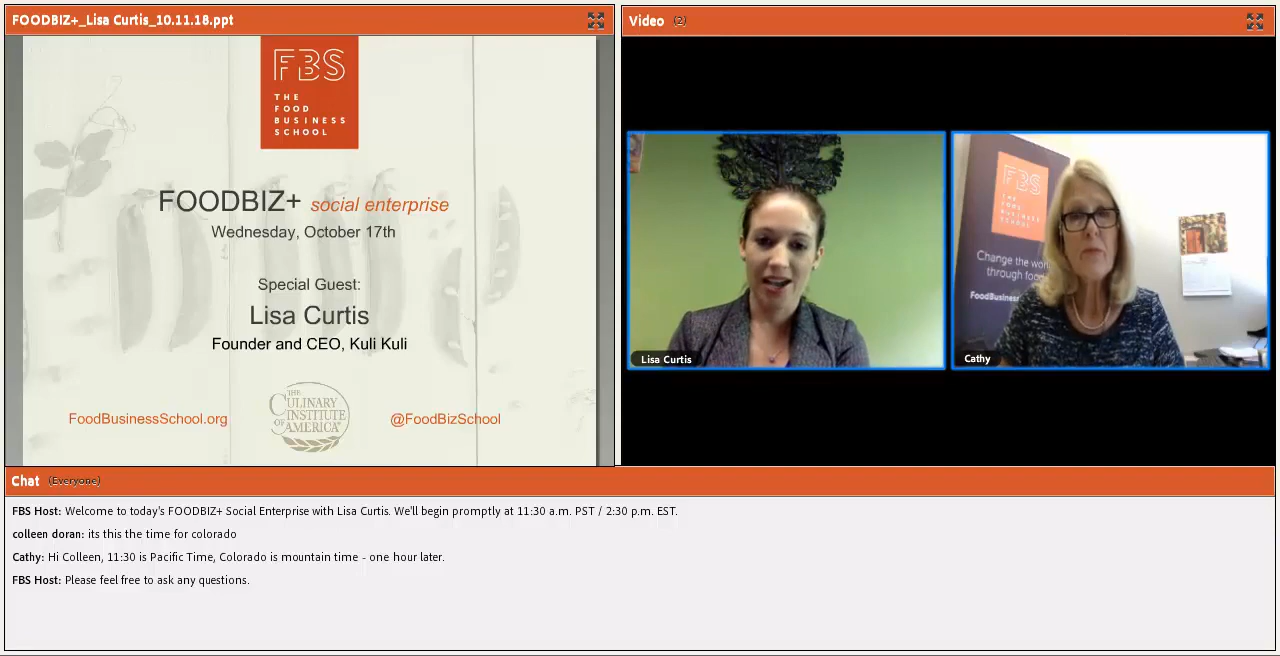 FOODBIZ+_Lisa Curtis_10.11.18.ppt
FBS
THE
FOOD
BUSINESS
SCHOOL
FOODBIZ+ social enterprise
Wednesday, October 17th
Special Guest:
Lisa Curtis
Founder and CEO, Kuli Kuli
FoodBusinessSchool.org
THE
CULINARY
INSTITUTE
OF AMERICA®
@FoodBizSchool
Video (2)
Lisa Curtis
FBS
THE
FOOD
BUSINESS
SCHOOL
Change the
through foo
FoodBusines
Cathy
Chat (Everyone)
FBS Host: Welcome to today's FOODBIZ+ Social Enterprise with Lisa Curtis. We'll begin promptly at 11:30 a.m. PST / 2:30 p.m. EST.
colleen doran: its this the time for colorado
Cathy: Hi Colleen, 11:30 is Pacific Time, Colorado is mountain time - one hour later.
FBS Host: Please feel free to ask any questions.